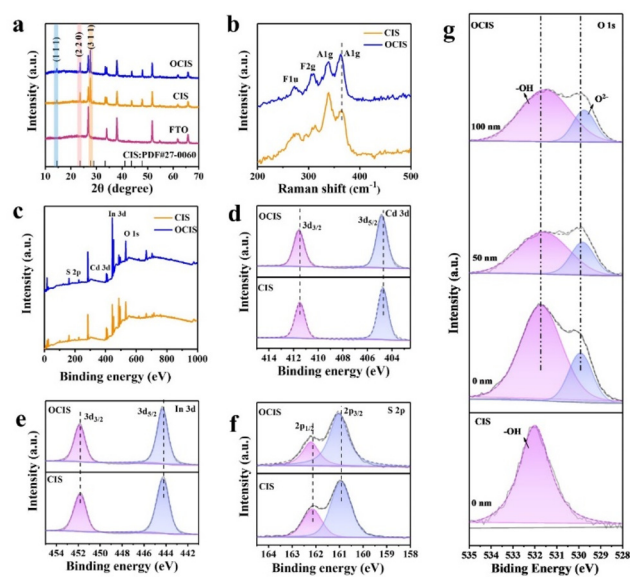 a
(1 1 1)
(2 2 0)
(3 1 1)
OCIS
CIS
FTO
CIS:PDF#27-0060
Intensity (a.u.)
10 20 30 40 50 60 70
2θ (degree)
b
CIS
OCIS
F1u
F2g
A1g
A1g
Intensity (a.u.)
200 300 400 500
Raman shift (cm⁻¹)
c
CIS
OCIS
In 3d
O 1s
S 2p
Cd 3d
Intensity (a.u.)
0 200 400 600 800 1000
Binding energy (eV)
d
OCIS
3d3/2
3d5/2
Cd 3d
CIS
Intensity (a.u.)
414 412 410 408 406 404
Binding energy (eV)
e
OCIS
3d3/2
3d5/2
In 3d
CIS
Intensity (a.u.)
454 452 450 448 446 444 442
Binding energy (eV)
f
OCIS
2p1/2
2p3/2
S 2p
CIS
Intensity (a.u.)
164 163 162 161 160 159 158
Binding energy (eV)
g
OCIS
O 1s
-OH
O²⁻
100 nm
50 nm
0 nm
CIS
-OH
0 nm
Intensity (a.u.)
535 534 533 532 531 530 529 528
Binding Energy (eV)